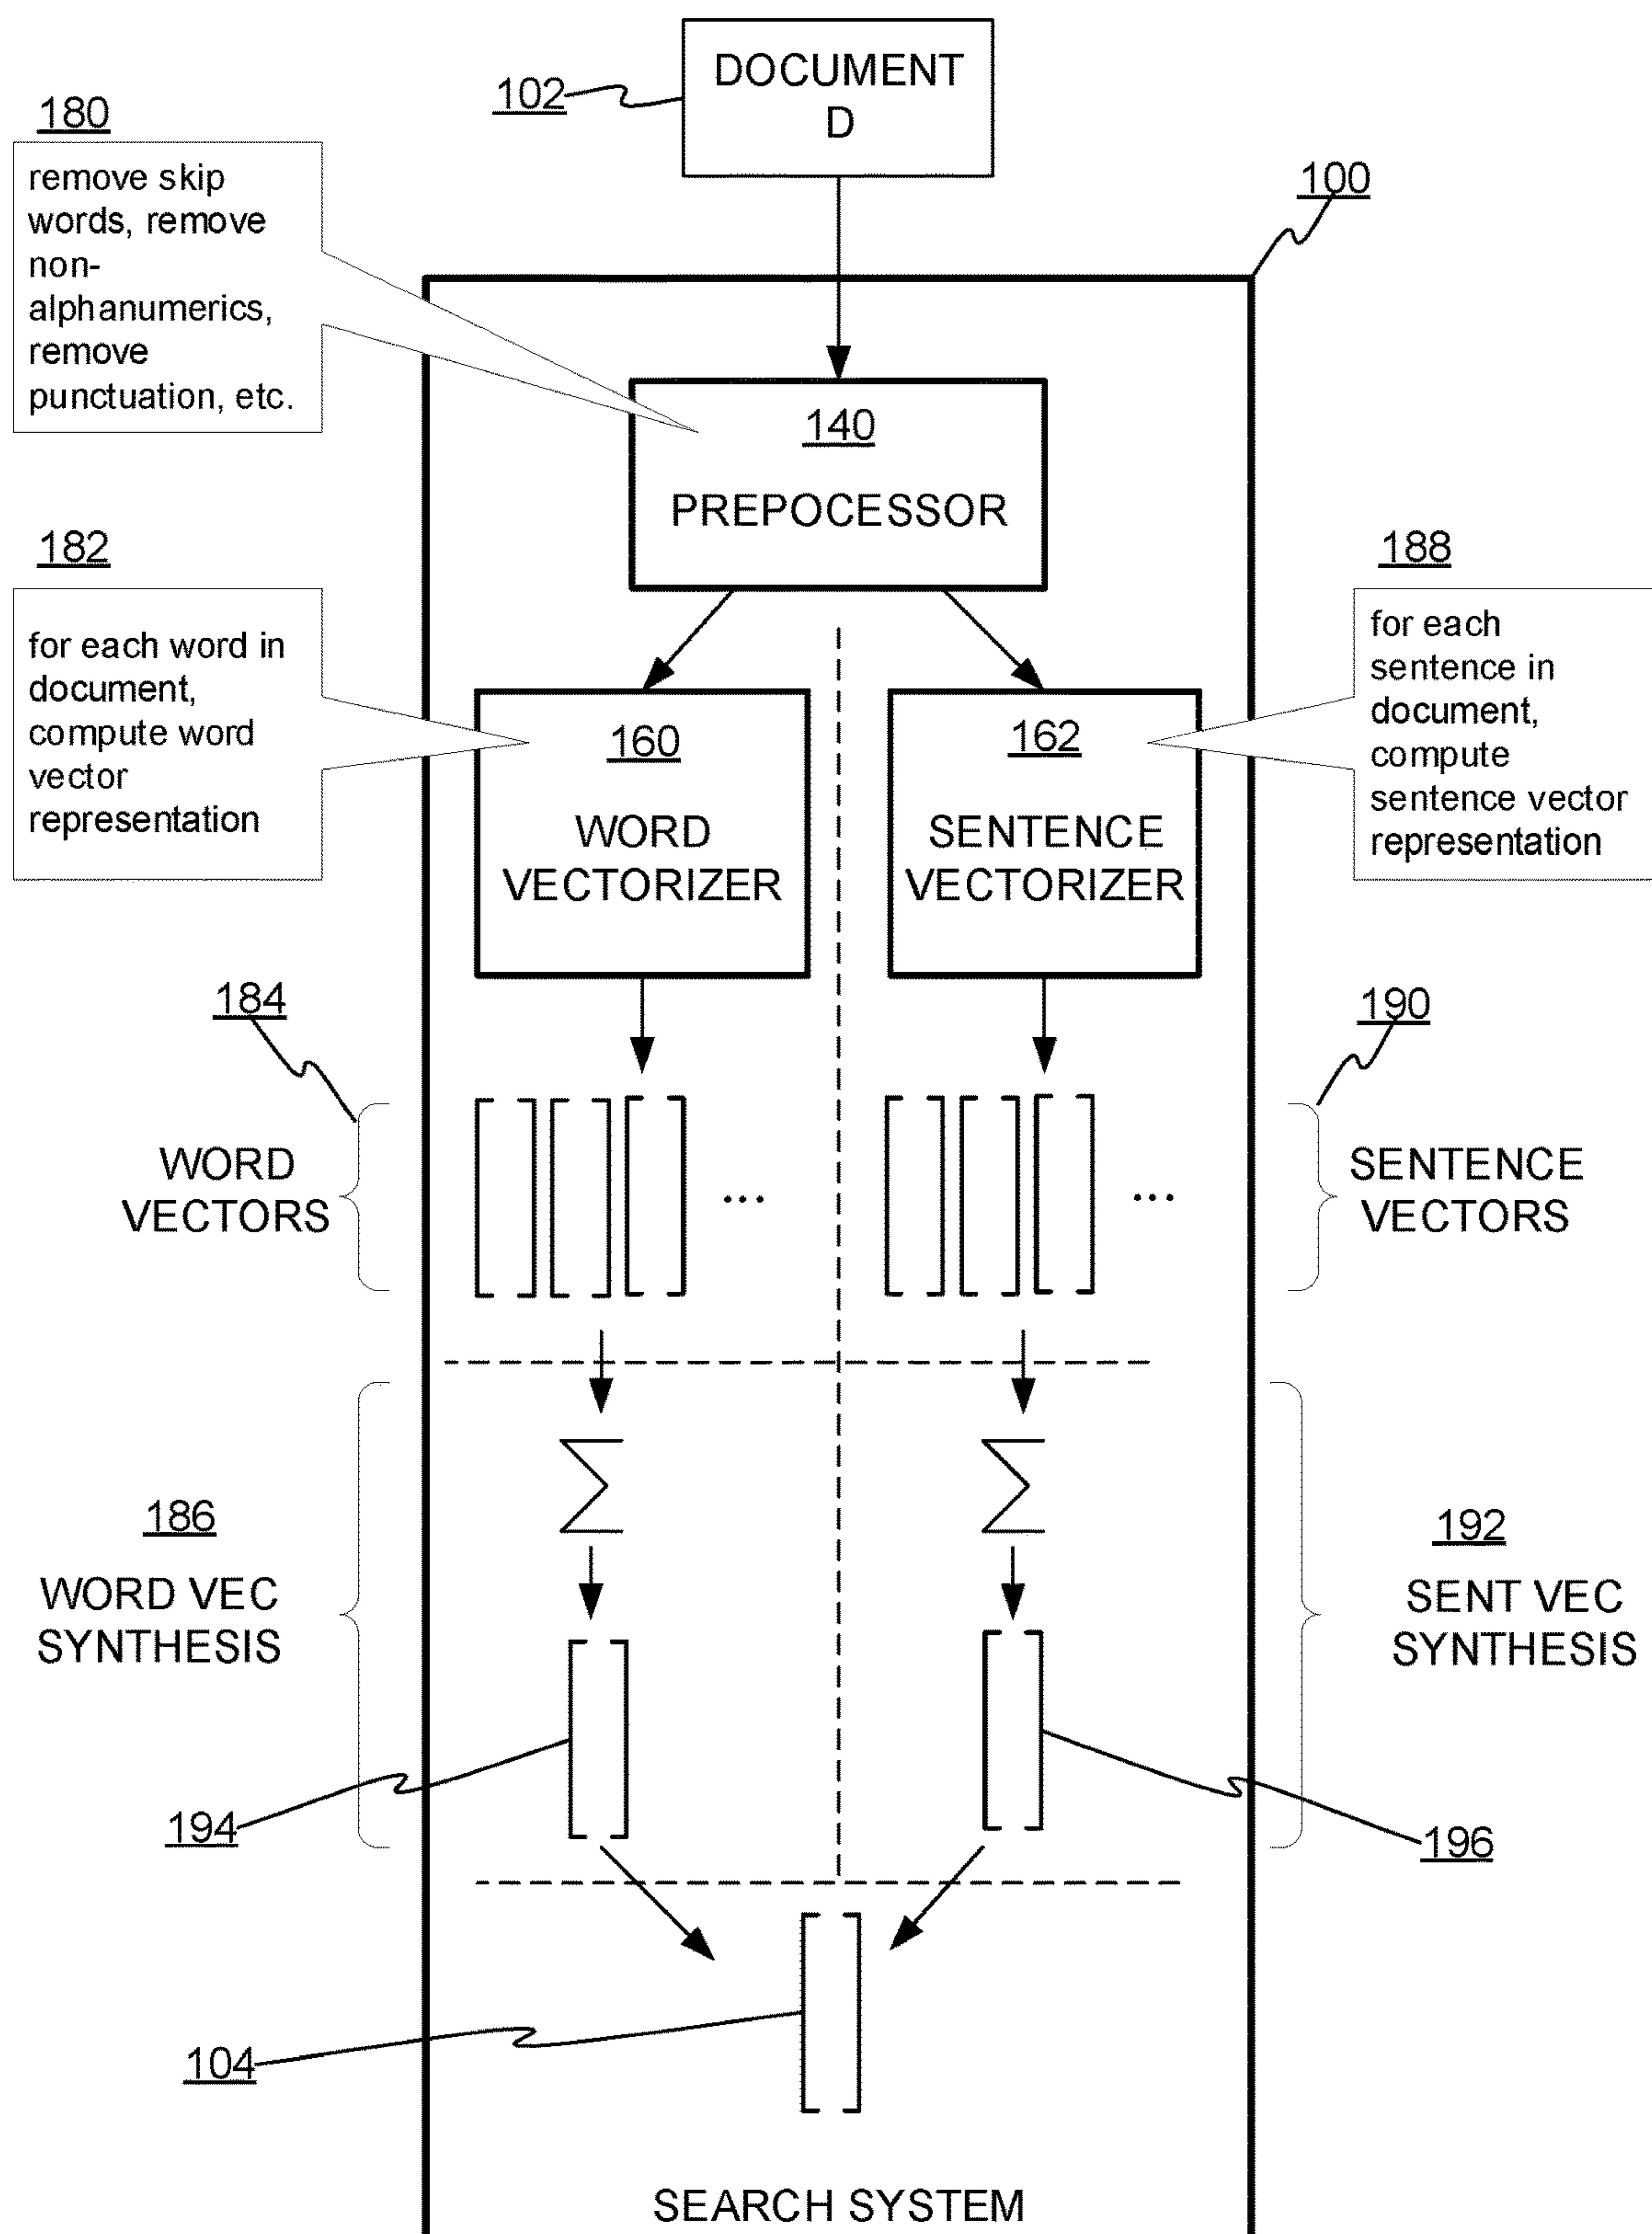 DOCUMENT
D
102
180
remove skip
words, remove
non-
alphanumerics,
remove
punctuation, etc.
100
140
PREPOCESSOR
182
for each word in
document,
compute word
vector
representation
188
for each
sentence in
document,
compute
sentence vector
representation
160
WORD
VECTORIZER
162
SENTENCE
VECTORIZER
184
WORD
VECTORS
...
...
190
SENTENCE
VECTORS
186
WORD VEC
SYNTHESIS
∑
∑
192
SENT VEC
SYNTHESIS
194
196
104
SEARCH SYSTEM